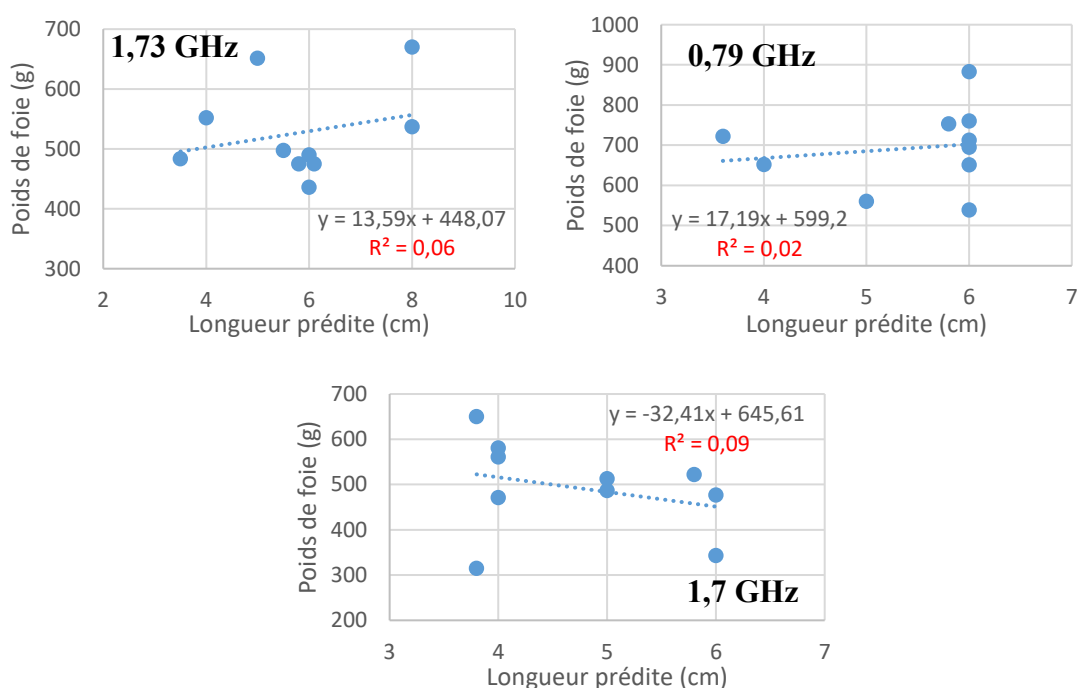 1,73 GHz
Poids de foie (g)
700
600
500
400
300
y = 13,59x + 448,07
R² = 0,06
2 4 6 8 10
Longueur prédite (cm)
0,79 GHz
Poids de foie (g)
1000
900
800
700
600
500
400
y = 17,19x + 599,2
R² = 0,02
3 4 5 6 7
Longueur prédite (cm)
Poids de foie (g)
700
600
500
400
300
200
y = -32,41x + 645,61
R² = 0,09
1,7 GHz
3 4 5 6 7
Longueur prédite (cm)